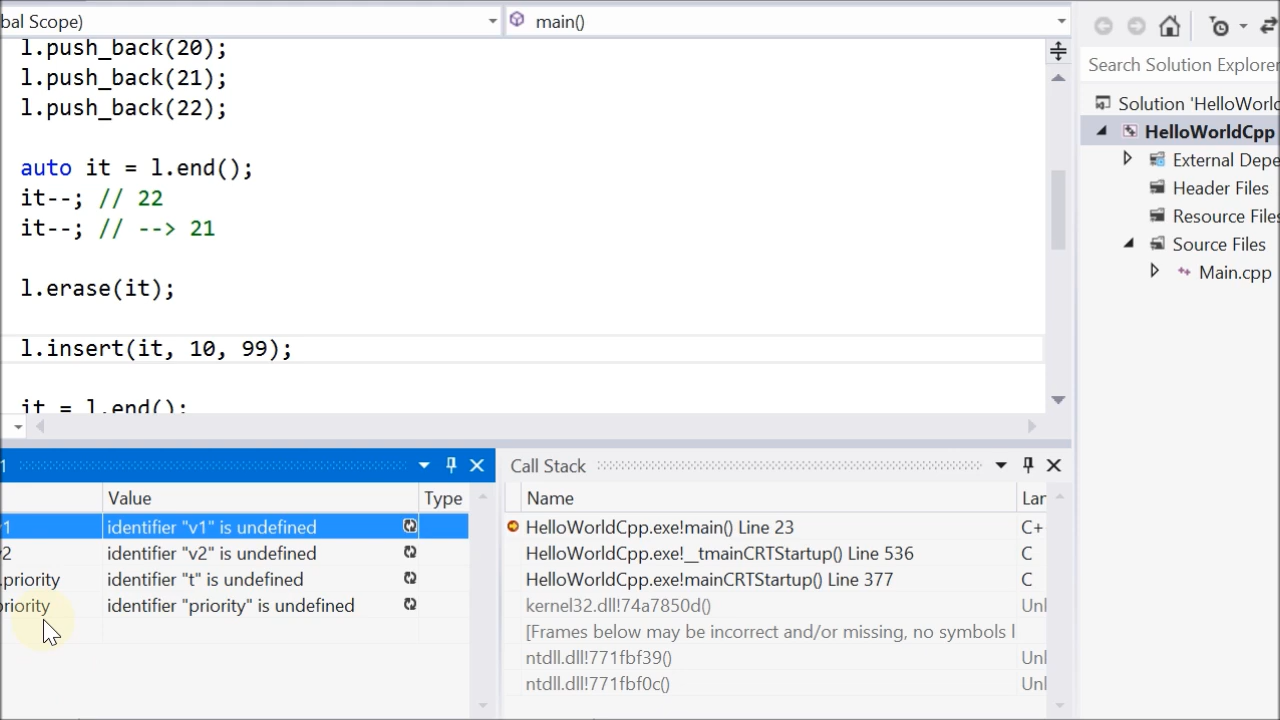 bal Scope)
main()
l.push_back(20);
l.push_back(21);
l.push_back(22);
auto it = l.end();
it--; // 22
it--; // --> 21
l.erase(it);
l.insert(it, 10, 99);
it = l.end();
Search Solution Explorer
Solution 'HelloWorld
HelloWorldCpp
External Depe
Header Files
Resource Files
Source Files
Main.cpp
1
Value
Type
v1
identifier "v1" is undefined
v2
identifier "v2" is undefined
.priority
identifier "t" is undefined
priority
identifier "priority" is undefined
Call Stack
Name
Lan
HelloWorldCpp.exe!main() Line 23
C+
HelloWorldCpp.exe!__tmainCRTStartup() Line 536
C
HelloWorldCpp.exe!mainCRTStartup() Line 377
C
kernel32.dll!74a7850d()
Unl
[Frames below may be incorrect and/or missing, no symbols l
ntdll.dll!771fbf39()
Unl
ntdll.dll!771fbf0c()
Unl